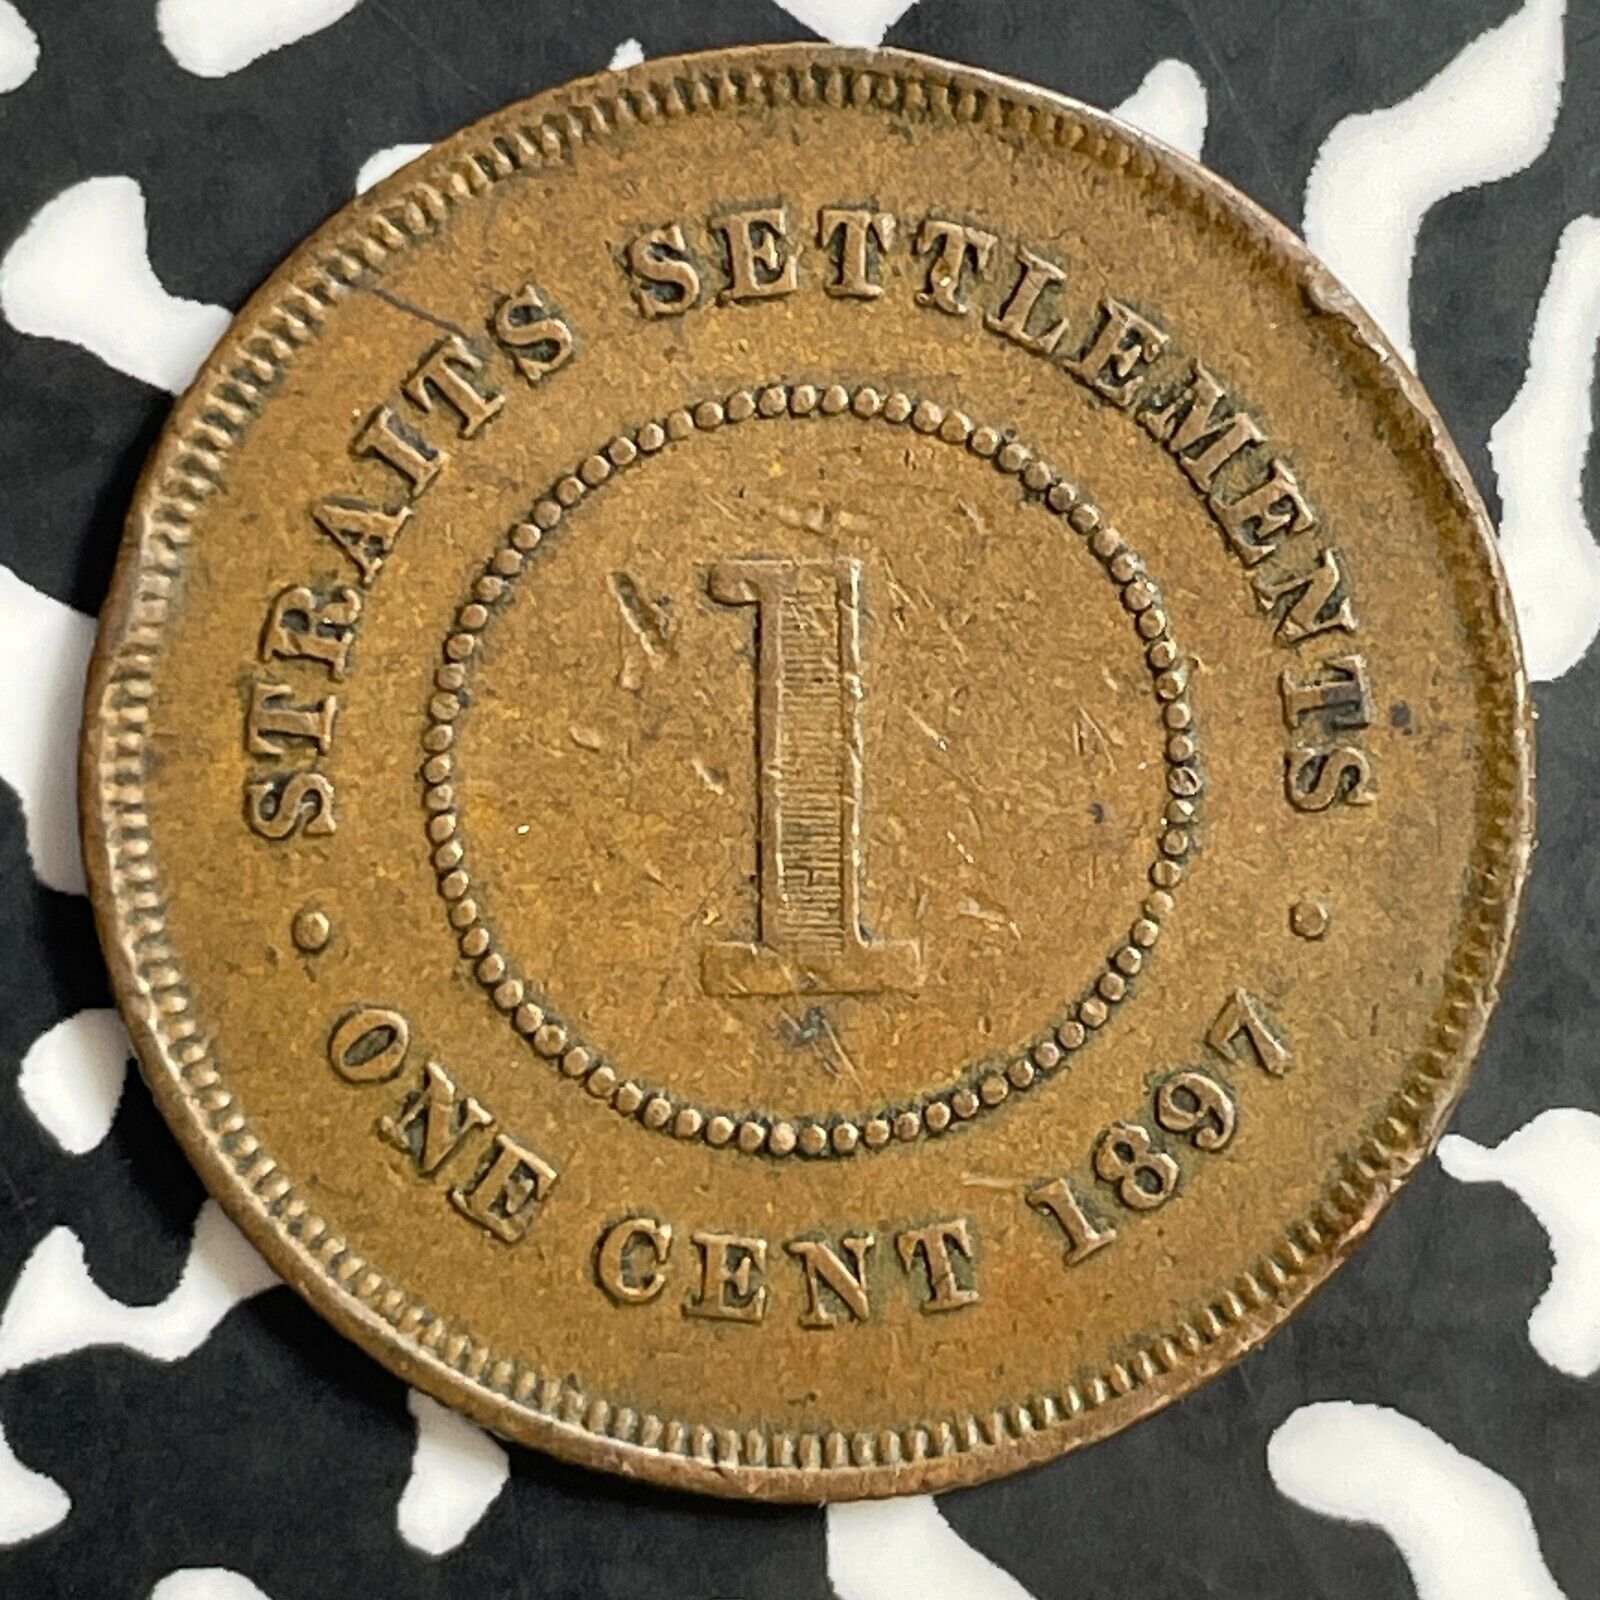 STRAITS SETTLEMENTS
1
ONE CENT 1897